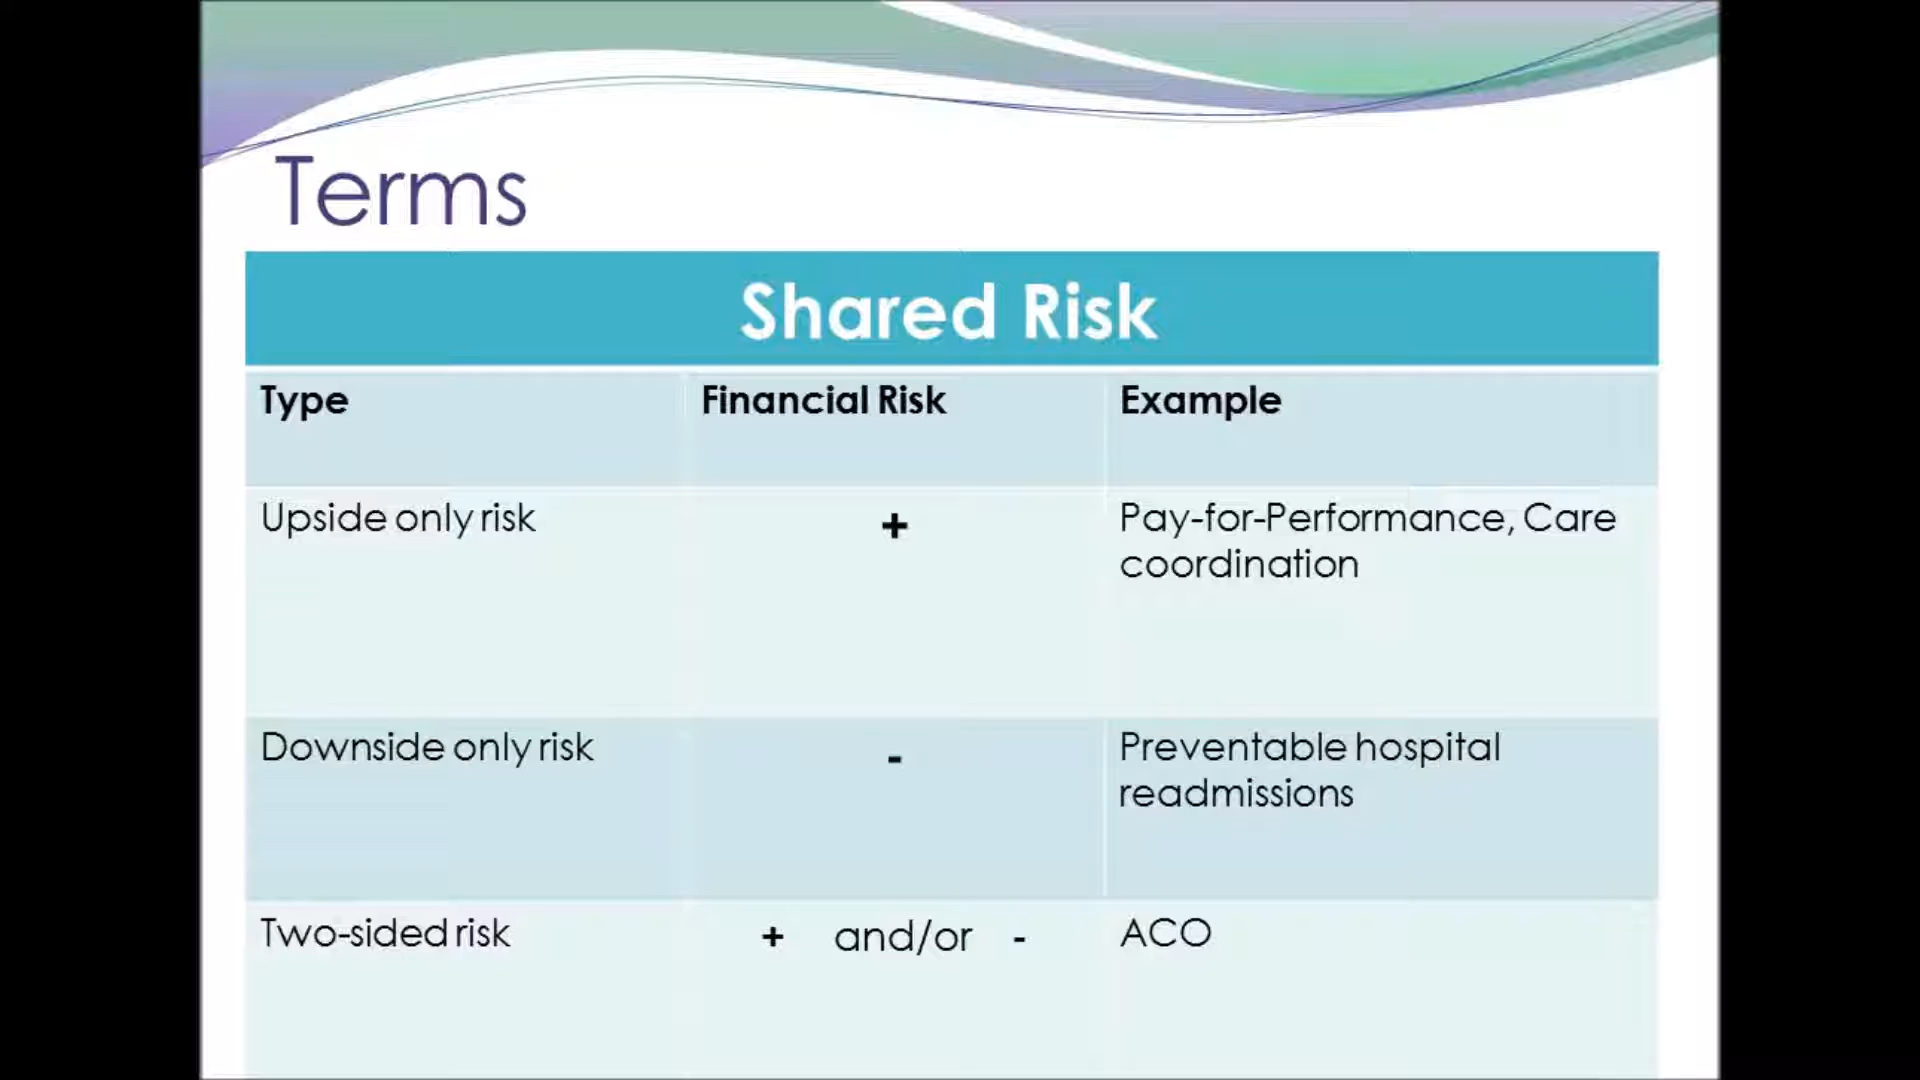 Terms
Shared Risk
Type Financial Risk Example
Upside only risk + Pay-for-Performance, Care
coordination
Downside only risk - Preventable hospital
readmissions
Two-sided risk + and/or - ACO